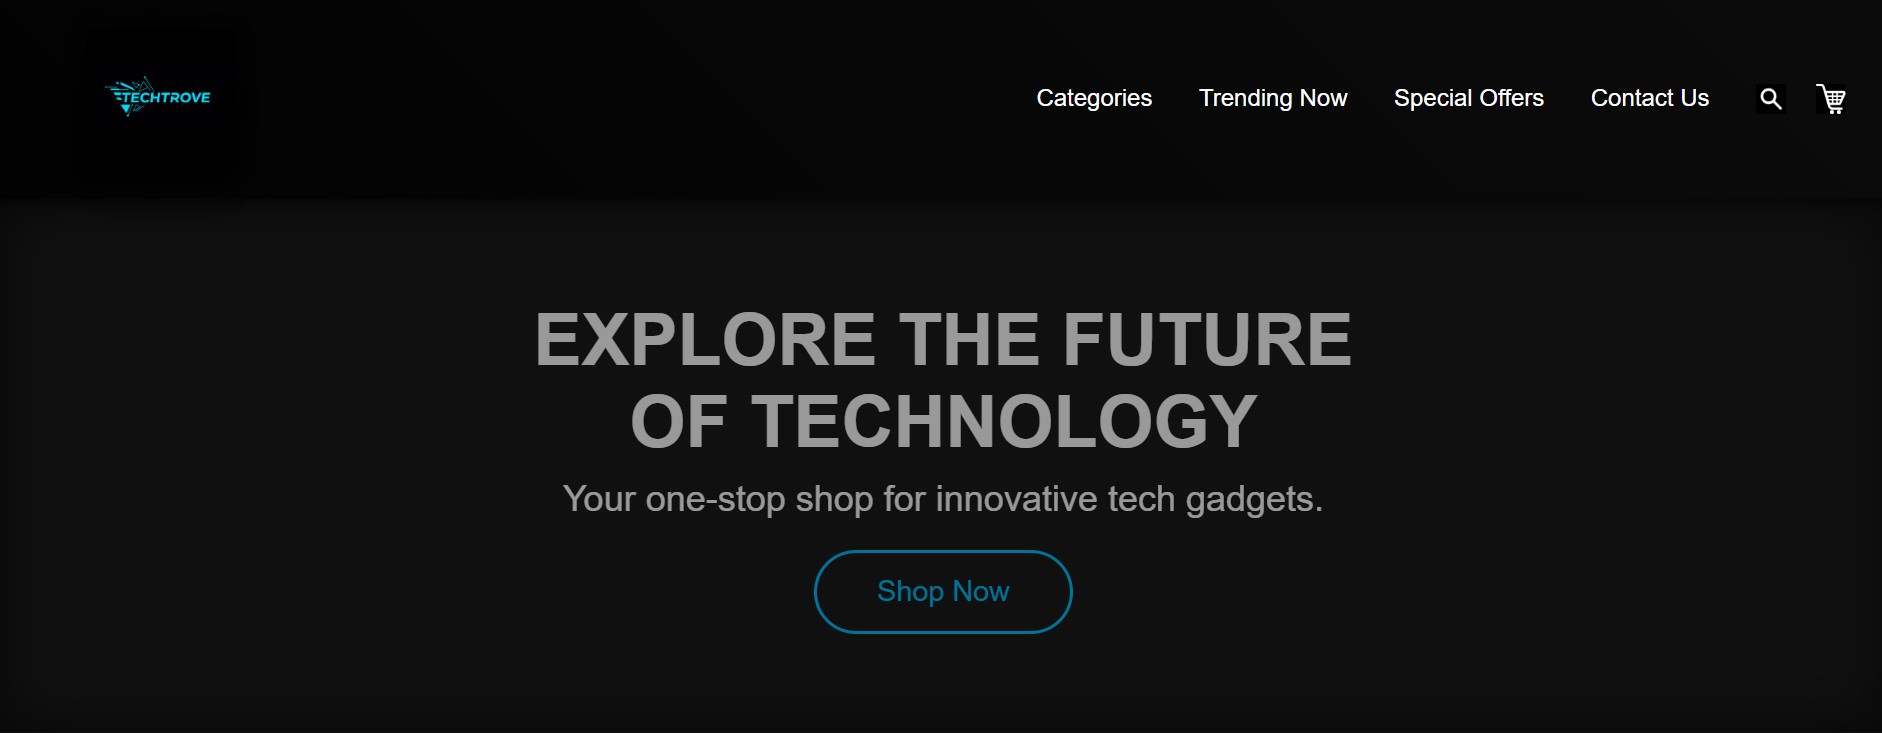 TECHTROVE
Categories Trending Now Special Offers Contact Us
EXPLORE THE FUTURE
OF TECHNOLOGY
Your one-stop shop for innovative tech gadgets.
Shop Now